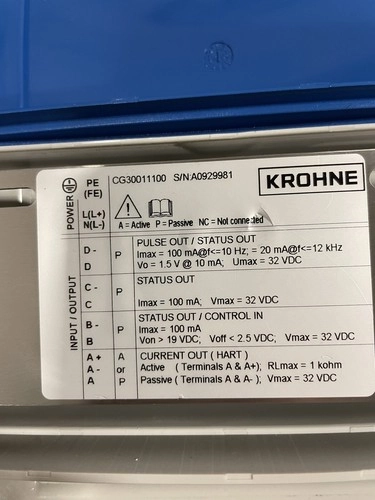 PE CG30011100 S/N:A0929981 KROHNE
(FE)
POWER
L(L+)
N(L-) A = Active P = Passive NC = Not connected
INPUT / OUTPUT
D - P PULSE OUT / STATUS OUT
Imax = 100 mA@f<=10 Hz; = 20 mA@f<=12 kHz
D Vo = 1.5 V @ 10 mA; Umax = 32 VDC
C - P STATUS OUT
C Imax = 100 mA; Vmax = 32 VDC
B - P STATUS OUT / CONTROL IN
Imax = 100 mA
B Von > 19 VDC; Voff < 2.5 VDC; Vmax = 32 VDC
A + A CURRENT OUT ( HART )
A - or Active ( Terminals A & A+); RLmax = 1 kohm
A P Passive ( Terminals A & A-); Vmax = 32 VDC